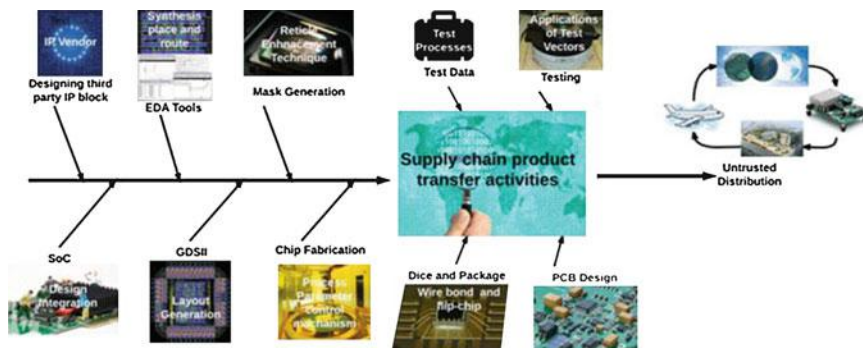 IP Vendor
Designing third
party IP block
Synthesis
place and
route
EDA Tools
Reticle
Enhnacement
Technique
Mask Generation
Test
Processes
Test Data
Applications
of Test
Vectors
Testing
Supply chain product
transfer activities
Untrusted
Distribution
SoC
Design
Integration
GDSII
Layout
Generation
Chip Fabrication
Process
Parameter
control
mechanism
Dice and Package
Wire bond and
flip-chip
PCB Design